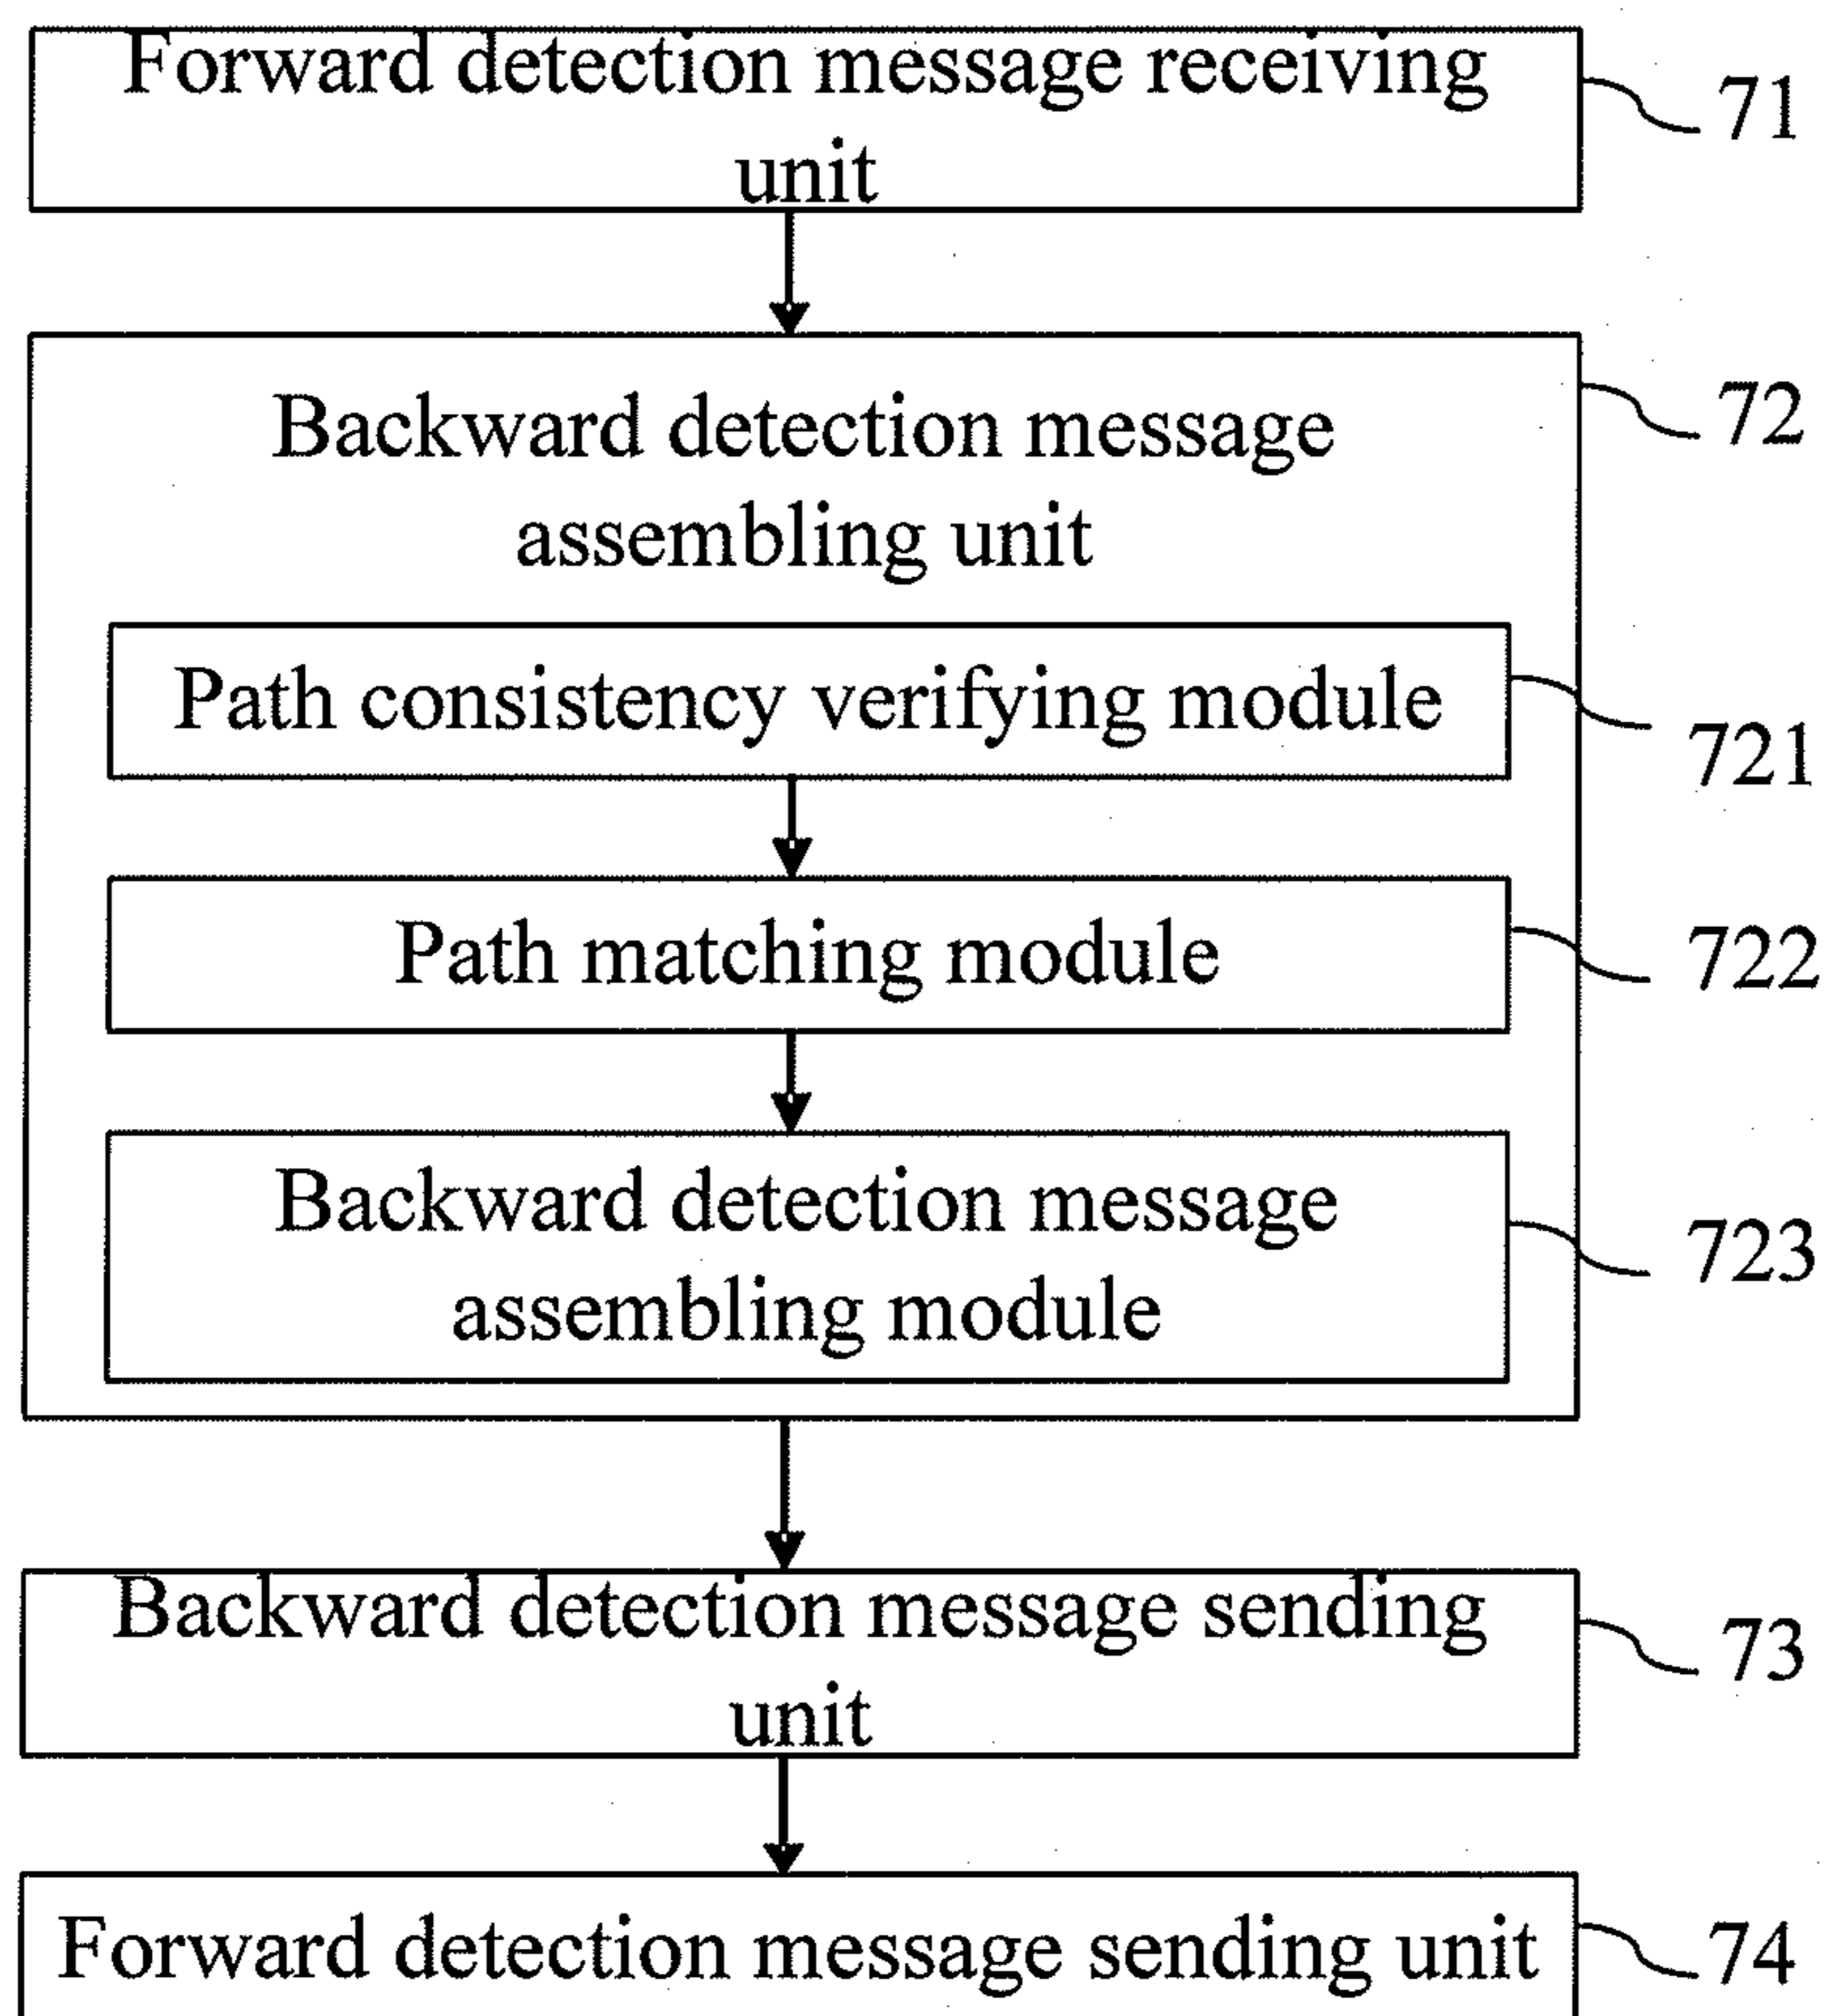 Forward detection message receiving
unit
71
Backward detection message
assembling unit
72
Path consistency verifying module
721
Path matching module
722
Backward detection message
assembling module
723
Backward detection message sending
unit
73
Forward detection message sending unit
74